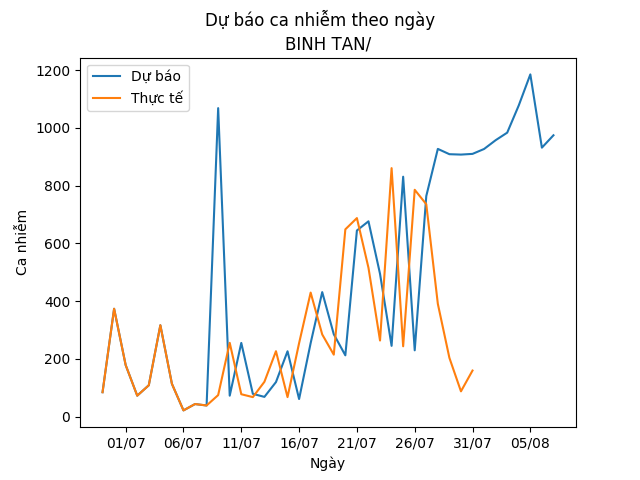 Dự báo ca nhiễm theo ngày
BINH TAN/
Dự báo
Thực tế
1200
1000
800
600
400
200
0
Ca nhiễm
01/07 06/07 11/07 16/07 21/07 26/07 31/07 05/08
Ngày